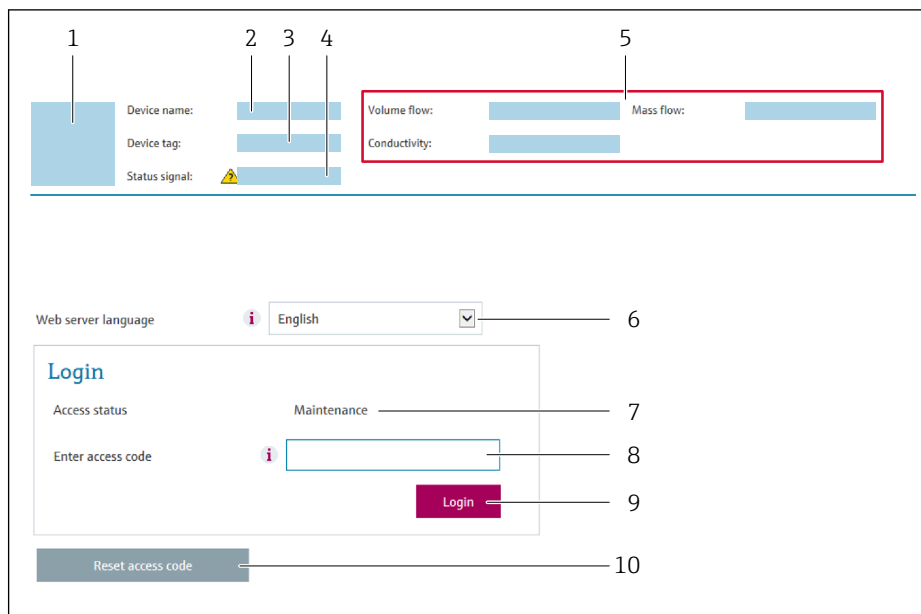 1 2 3 4 5
Device name: Volume flow: Mass flow:
Device tag: Conductivity:
Status signal: ?
Web server language i English 6
Login
Access status Maintenance 7
Enter access code i 8
Login 9
Reset access code 10